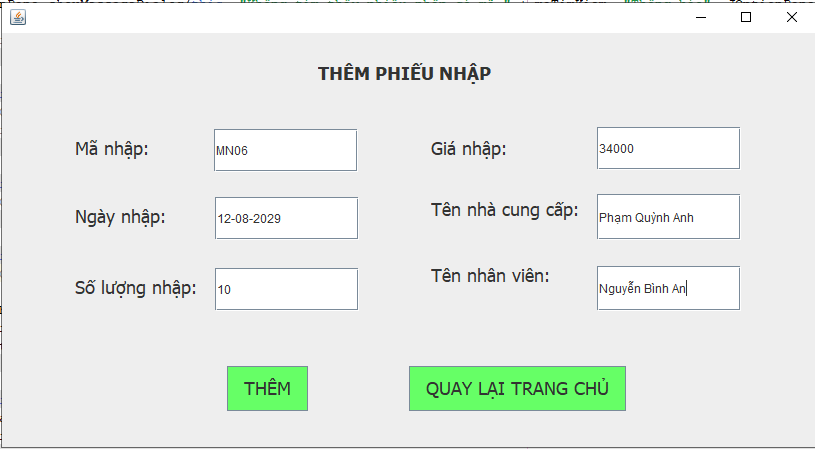 THÊM PHIẾU NHẬP
Mã nhập: MN06 Giá nhập: 34000
Ngày nhập: 12-08-2029 Tên nhà cung cấp: Phạm Quỳnh Anh
Số lượng nhập: 10 Tên nhân viên: Nguyễn Bình An
THÊM QUAY LẠI TRANG CHỦ